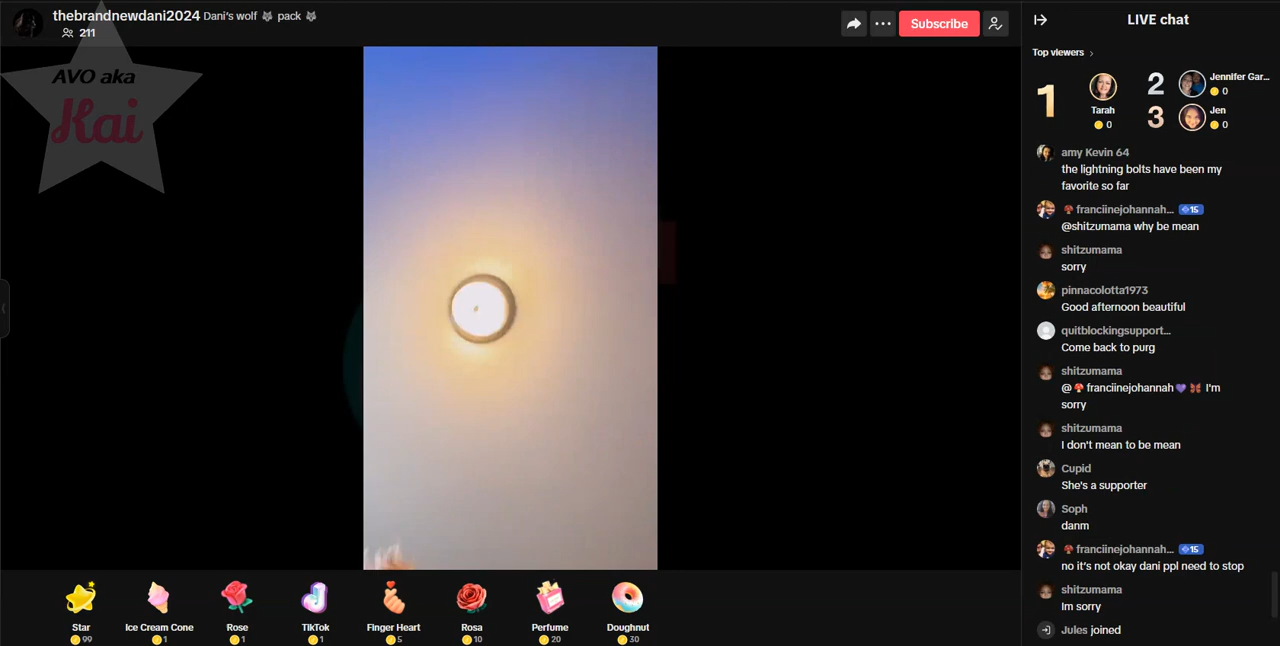 thebrandnewdani2024 Dani's wolf 🐺 pack 🐺
211
Subscribe
AVO aka
Kai
Star
99
Ice Cream Cone
1
Rose
1
TikTok
1
Finger Heart
5
Rosa
10
Perfume
20
Doughnut
30
LIVE chat
Top viewers
1
Tarah
0
2
Jennifer Gar...
0
3
Jen
0
amy Kevin 64
the lightning bolts have been my
favorite so far
🍄franciinejohannah... 15
@shitzumama why be mean
shitzumama
sorry
pinnacolotta1973
Good afternoon beautiful
quitblockingsupport...
Come back to purg
shitzumama
@🍄franciinejohannah💜🦋 I'm
sorry
shitzumama
I don't mean to be mean
Cupid
She's a supporter
Soph
danm
🍄franciinejohannah... 15
no it's not okay dani ppl need to stop
shitzumama
Im sorry
Jules joined